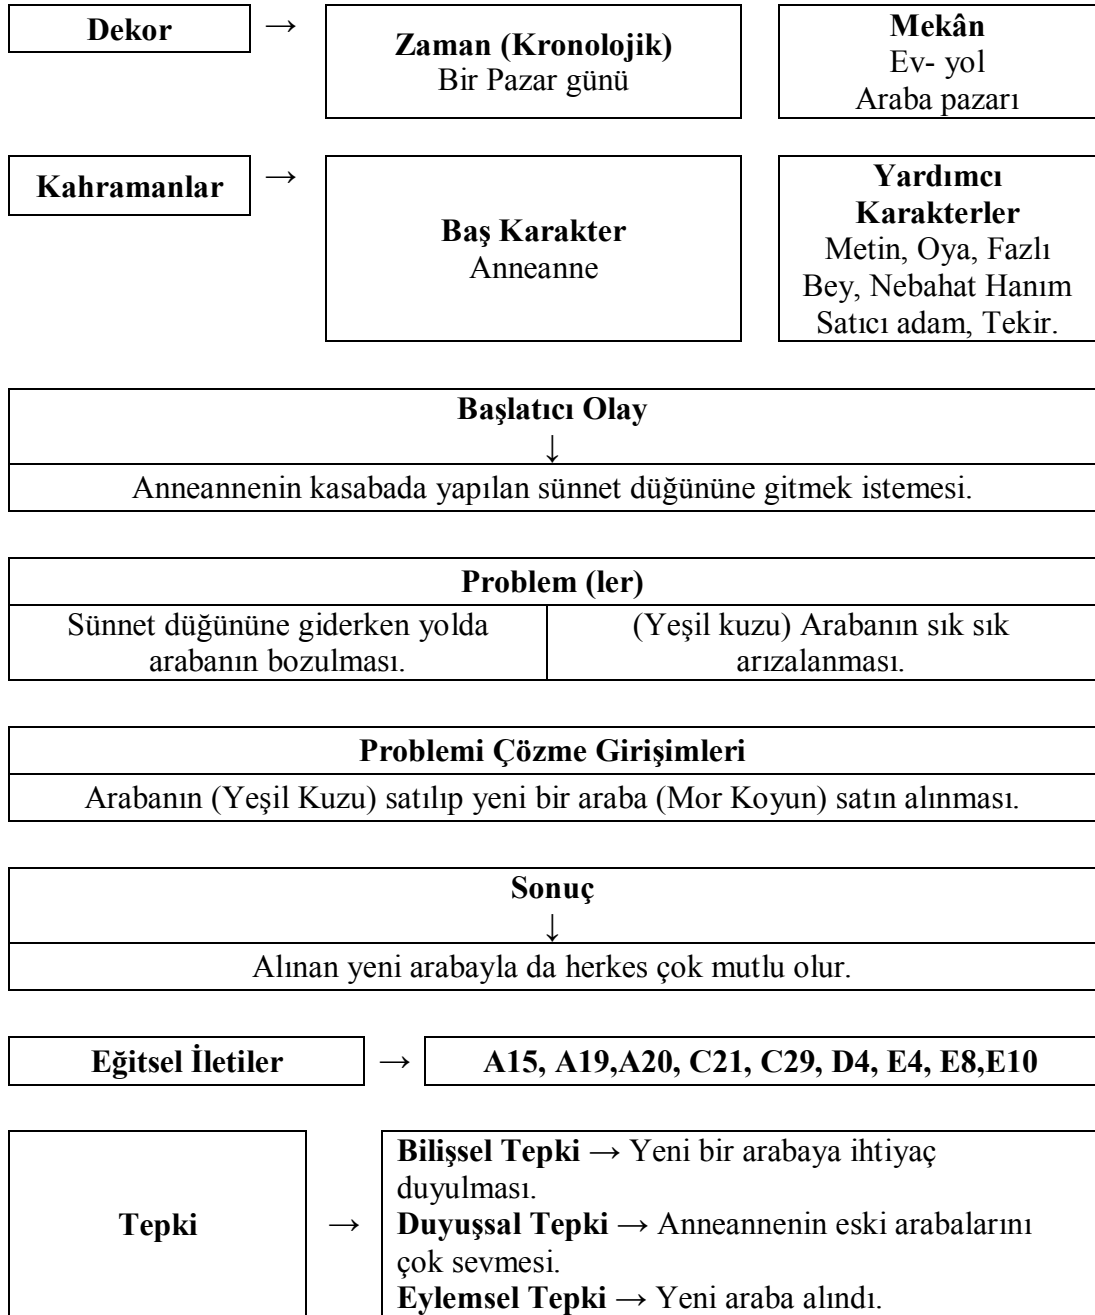 Dekor
→
Zaman (Kronolojik)
Bir Pazar günü
Mekân
Ev- yol
Araba pazarı
Kahramanlar
→
Baş Karakter
Anneanne
Yardımcı
Karakterler
Metin, Oya, Fazlı
Bey, Nebahat Hanım
Satıcı adam, Tekir.
Başlatıcı Olay
↓
Anneannenin kasabada yapılan sünnet düğününe gitmek istemesi.
Problem (ler)
Sünnet düğününe giderken yolda
arabanın bozulması.
(Yeşil kuzu) Arabanın sık sık
arızalanması.
Problemi Çözme Girişimleri
Arabanın (Yeşil Kuzu) satılıp yeni bir araba (Mor Koyun) satın alınması.
Sonuç
↓
Alınan yeni arabayla da herkes çok mutlu olur.
Eğitsel İletiler
→
A15, A19,A20, C21, C29, D4, E4, E8,E10
Tepki
→
Bilişsel Tepki → Yeni bir arabaya ihtiyaç
duyulması.
Duyuşsal Tepki → Anneannenin eski arabalarını
çok sevmesi.
Eylemsel Tepki → Yeni araba alındı.